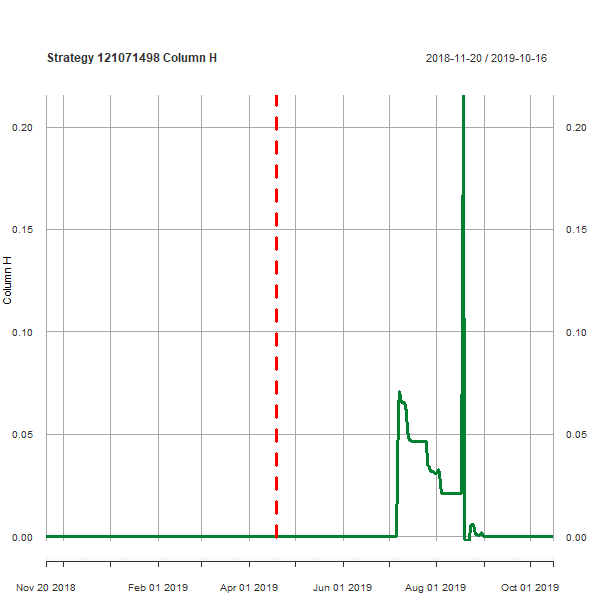 Strategy 121071498 Column H
2018-11-20 / 2019-10-16
0.20
0.20
0.15
0.15
Column H
0.10
0.10
0.05
0.05
0.00
0.00
Nov 20 2018
Feb 01 2019
Apr 01 2019
Jun 01 2019
Aug 01 2019
Oct 01 2019